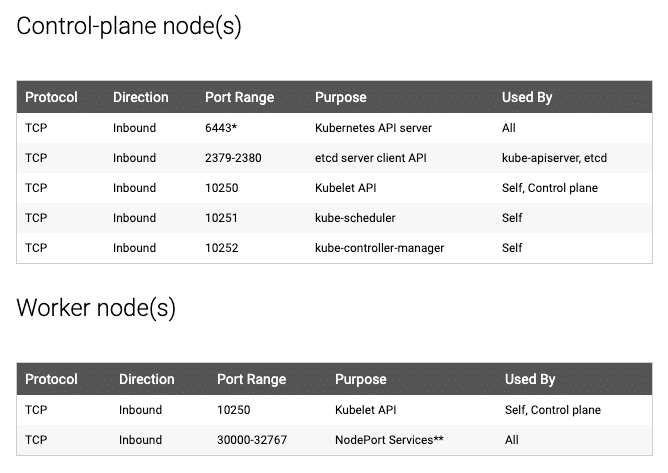 Control-plane node(s)
Protocol Direction Port Range Purpose Used By
TCP Inbound 6443* Kubernetes API server All
TCP Inbound 2379-2380 etcd server client API kube-apiserver, etcd
TCP Inbound 10250 Kubelet API Self, Control plane
TCP Inbound 10251 kube-scheduler Self
TCP Inbound 10252 kube-controller-manager Self
Worker node(s)
Protocol Direction Port Range Purpose Used By
TCP Inbound 10250 Kubelet API Self, Control plane
TCP Inbound 30000-32767 NodePort Services** All